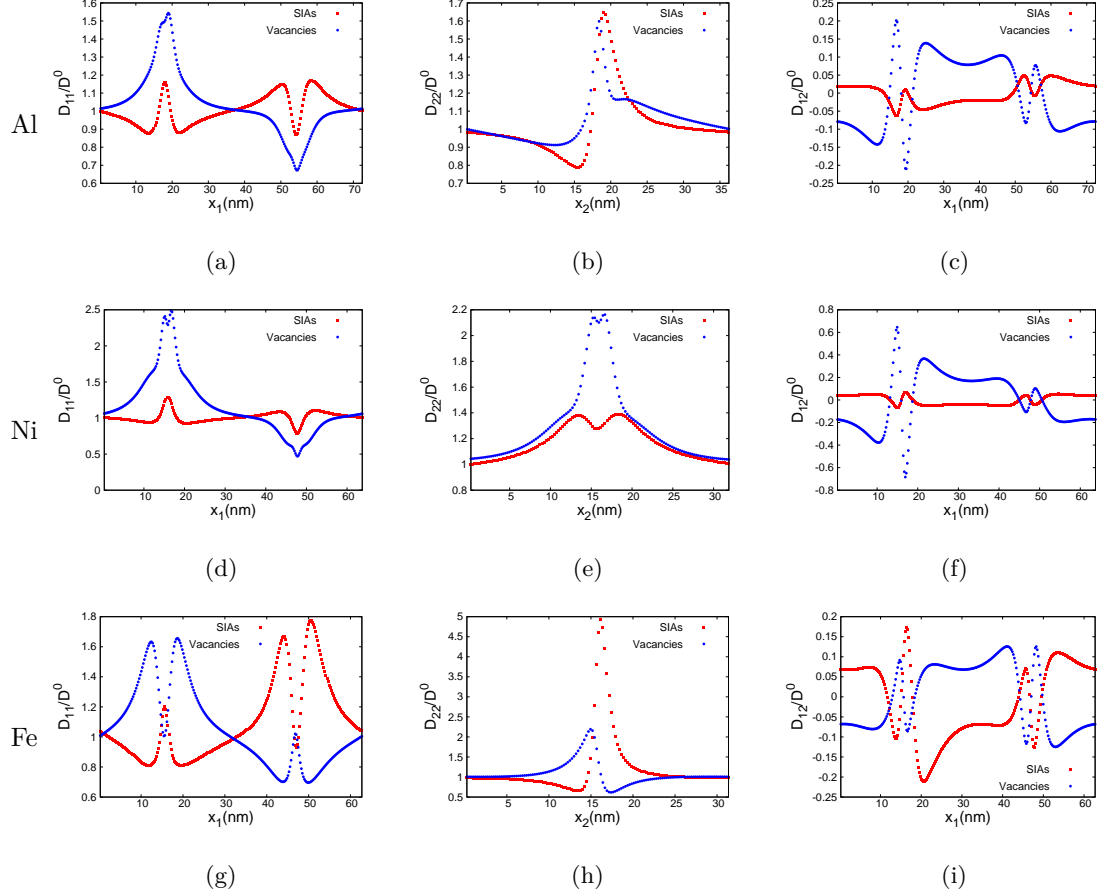 Al
D11/D0
1.6
1.5
1.4
1.3
1.2
1.1
1
0.9
0.8
0.7
0.6
SIAs
Vacancies
0 10 20 30 40 50 60 70
x1(nm)
(a)
D22/D0
1.7
1.6
1.5
1.4
1.3
1.2
1.1
1
0.9
0.8
0.7
SIAs
Vacancies
5 10 15 20 25 30 35
x2(nm)
(b)
D12/D0
0.25
0.2
0.15
0.1
0.05
0
-0.05
-0.1
-0.15
-0.2
-0.25
SIAs
Vacancies
0 10 20 30 40 50 60 70
x1(nm)
(c)
Ni
D11/D0
2.5
2
1.5
1
0.5
0
SIAs
Vacancies
0 10 20 30 40 50 60
x1(nm)
(d)
D22/D0
2.2
2
1.8
1.6
1.4
1.2
1
0.8
SIAs
Vacancies
5 10 15 20 25 30
x2(nm)
(e)
D12/D0
0.8
0.6
0.4
0.2
0
-0.2
-0.4
-0.6
-0.8
SIAs
Vacancies
0 10 20 30 40 50 60
x1(nm)
(f)
Fe
D11/D0
1.8
1.6
1.4
1.2
1
0.8
0.6
SIAs
Vacancies
0 10 20 30 40 50 60
x1(nm)
(g)
D22/D0
5
4.5
4
3.5
3
2.5
2
1.5
1
0.5
SIAs
Vacancies
5 10 15 20 25 30
x2(nm)
(h)
D12/D0
0.2
0.15
0.1
0.05
0
-0.05
-0.1
-0.15
-0.2
-0.25
SIAs
Vacancies
0 10 20 30 40 50 60
x1(nm)
(i)